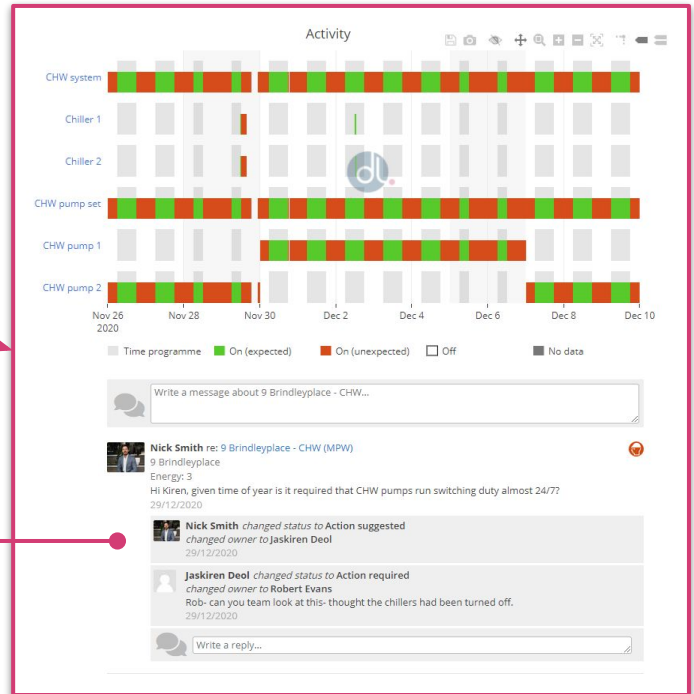 Activity
CHW system
Chiller 1
Chiller 2
dl.
CHW pump set
CHW pump 1
CHW pump 2
Nov 26 Nov 28 Nov 30 Dec 2 Dec 4 Dec 6 Dec 8 Dec 10
2020
Time programme On (expected) On (unexpected) Off No data
Write a message about 9 Brindleyplace - CHW...
Nick Smith re: 9 Brindleyplace - CHW (MPW)
9 Brindleyplace
Energy: 3
Hi Kiren, given time of year is it required that CHW pumps run switching duty almost 24/7?
29/12/2020
Nick Smith changed status to Action suggested
changed owner to Jaskiren Deol
29/12/2020
Jaskiren Deol changed status to Action required
changed owner to Robert Evans
Rob- can you team look at this- thought the chillers had been turned off.
29/12/2020
Write a reply...